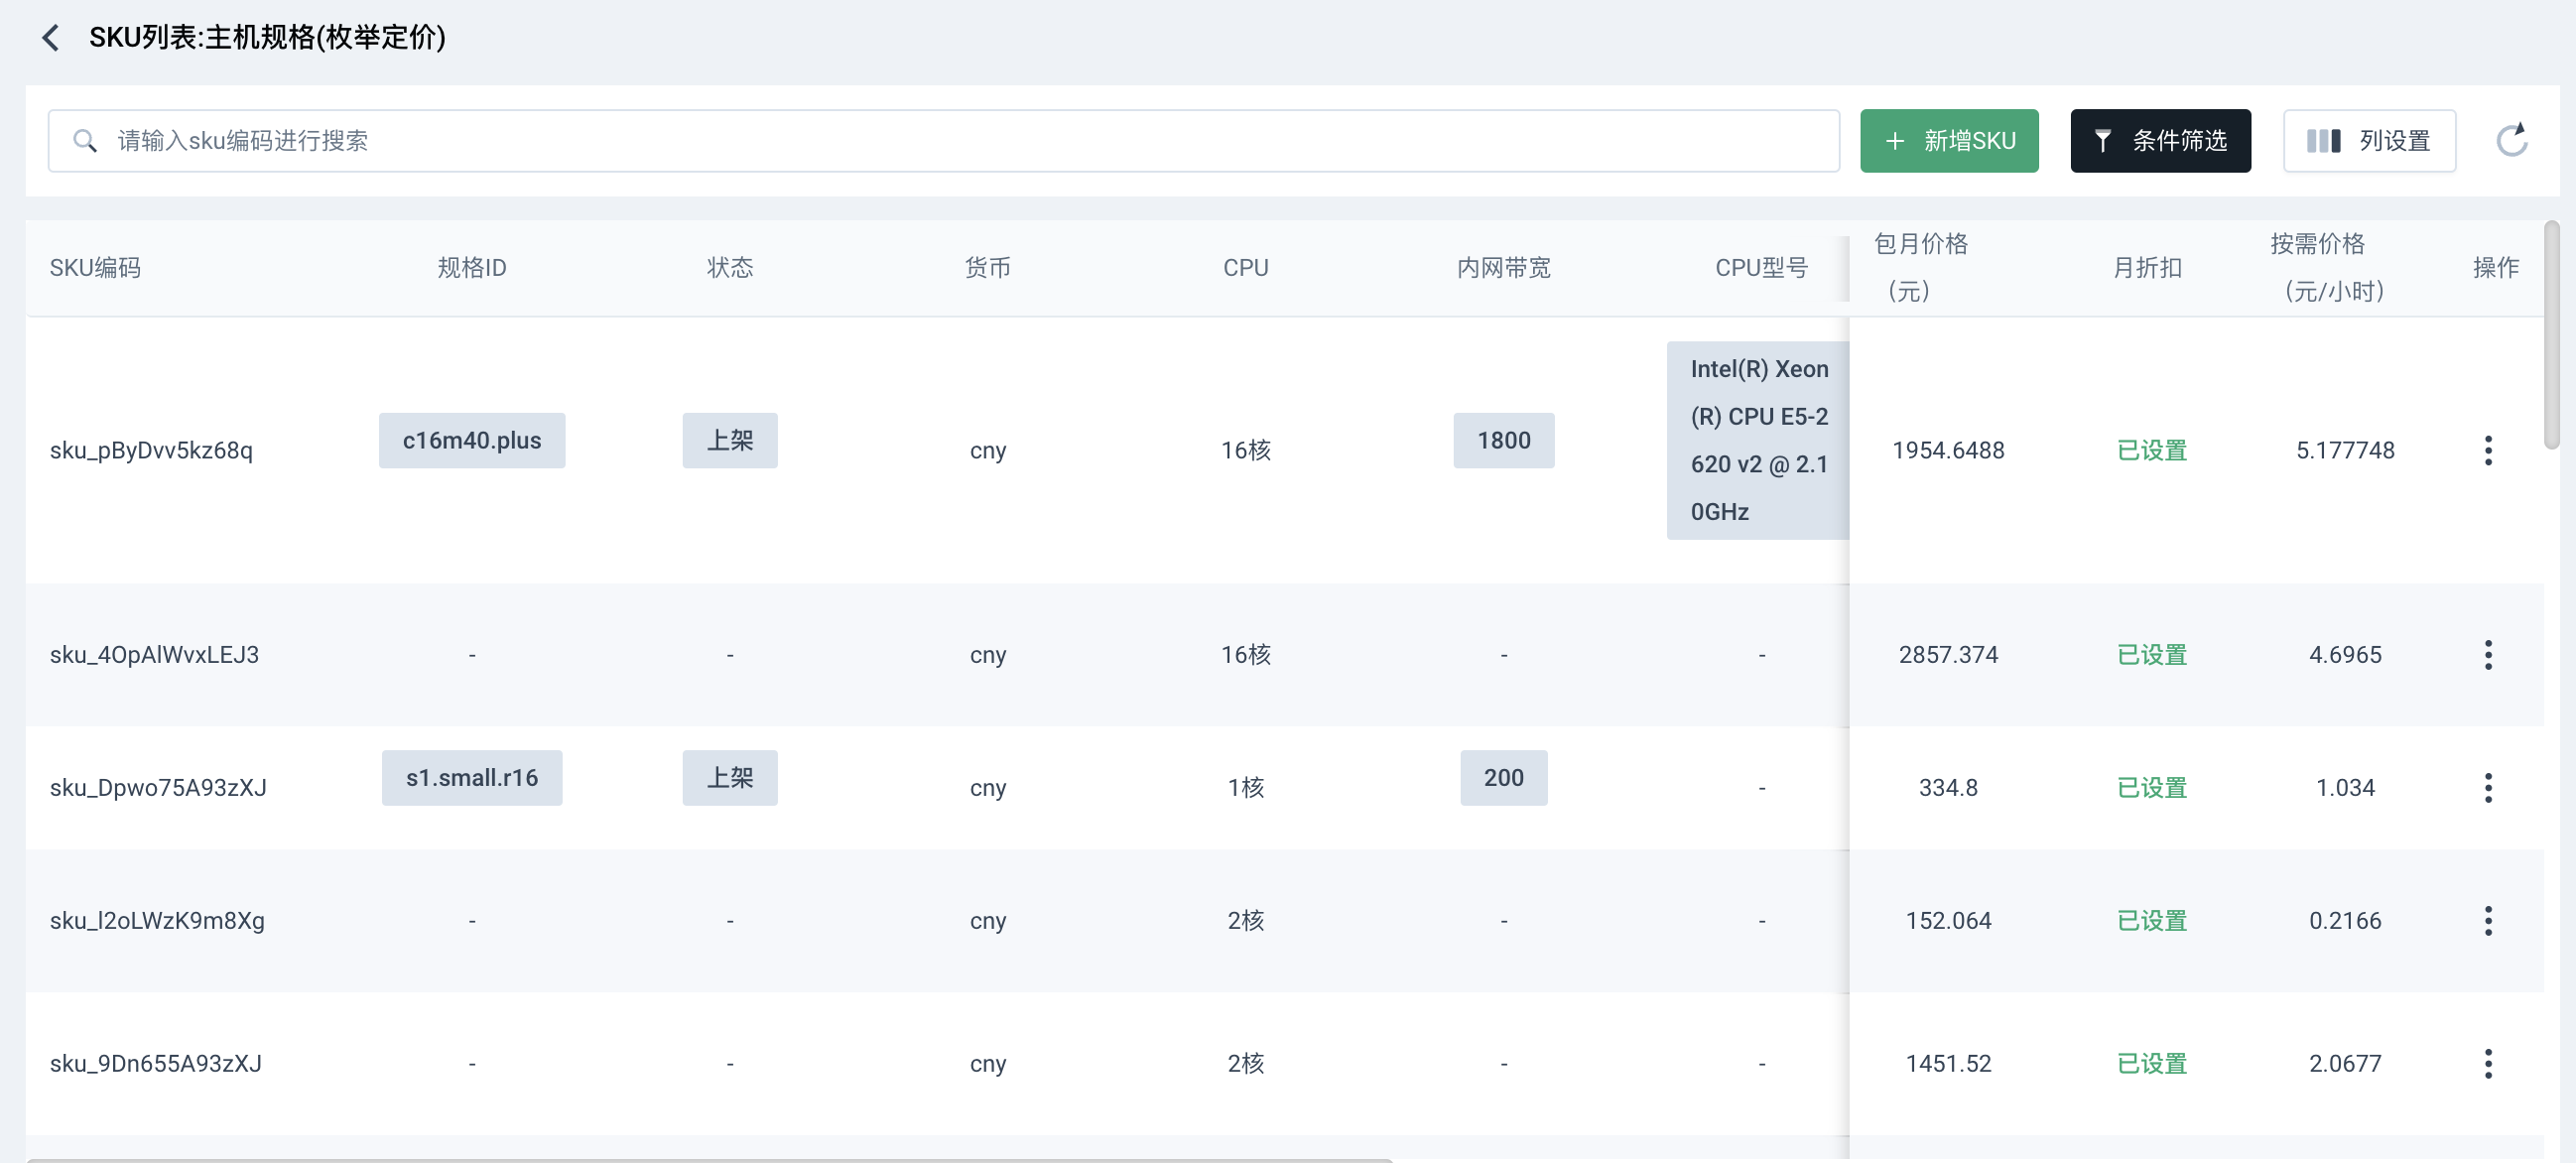 SKU列表:主机规格(枚举定价)
请输入sku编码进行搜索
新增SKU
条件筛选
列设置
SKU编码 规格ID 状态 货币 CPU 内网带宽 CPU型号 包月价格 月折扣 按需价格 操作
（元） （元/小时）
Intel(R) Xeon
(R) CPU E5-2
620 v2 @ 2.1
0GHz
sku_pByDvv5kz68q c16m40.plus 上架 cny 16核 1800 1954.6488 已设置 5.177748
sku_4OpAlWvxLEJ3 - - cny 16核 - - 2857.374 已设置 4.6965
sku_Dpwo75A93zXJ s1.small.r16 上架 cny 1核 200 - 334.8 已设置 1.034
sku_l2oLWzK9m8Xg - - cny 2核 - - 152.064 已设置 0.2166
sku_9Dn655A93zXJ - - cny 2核 - - 1451.52 已设置 2.0677